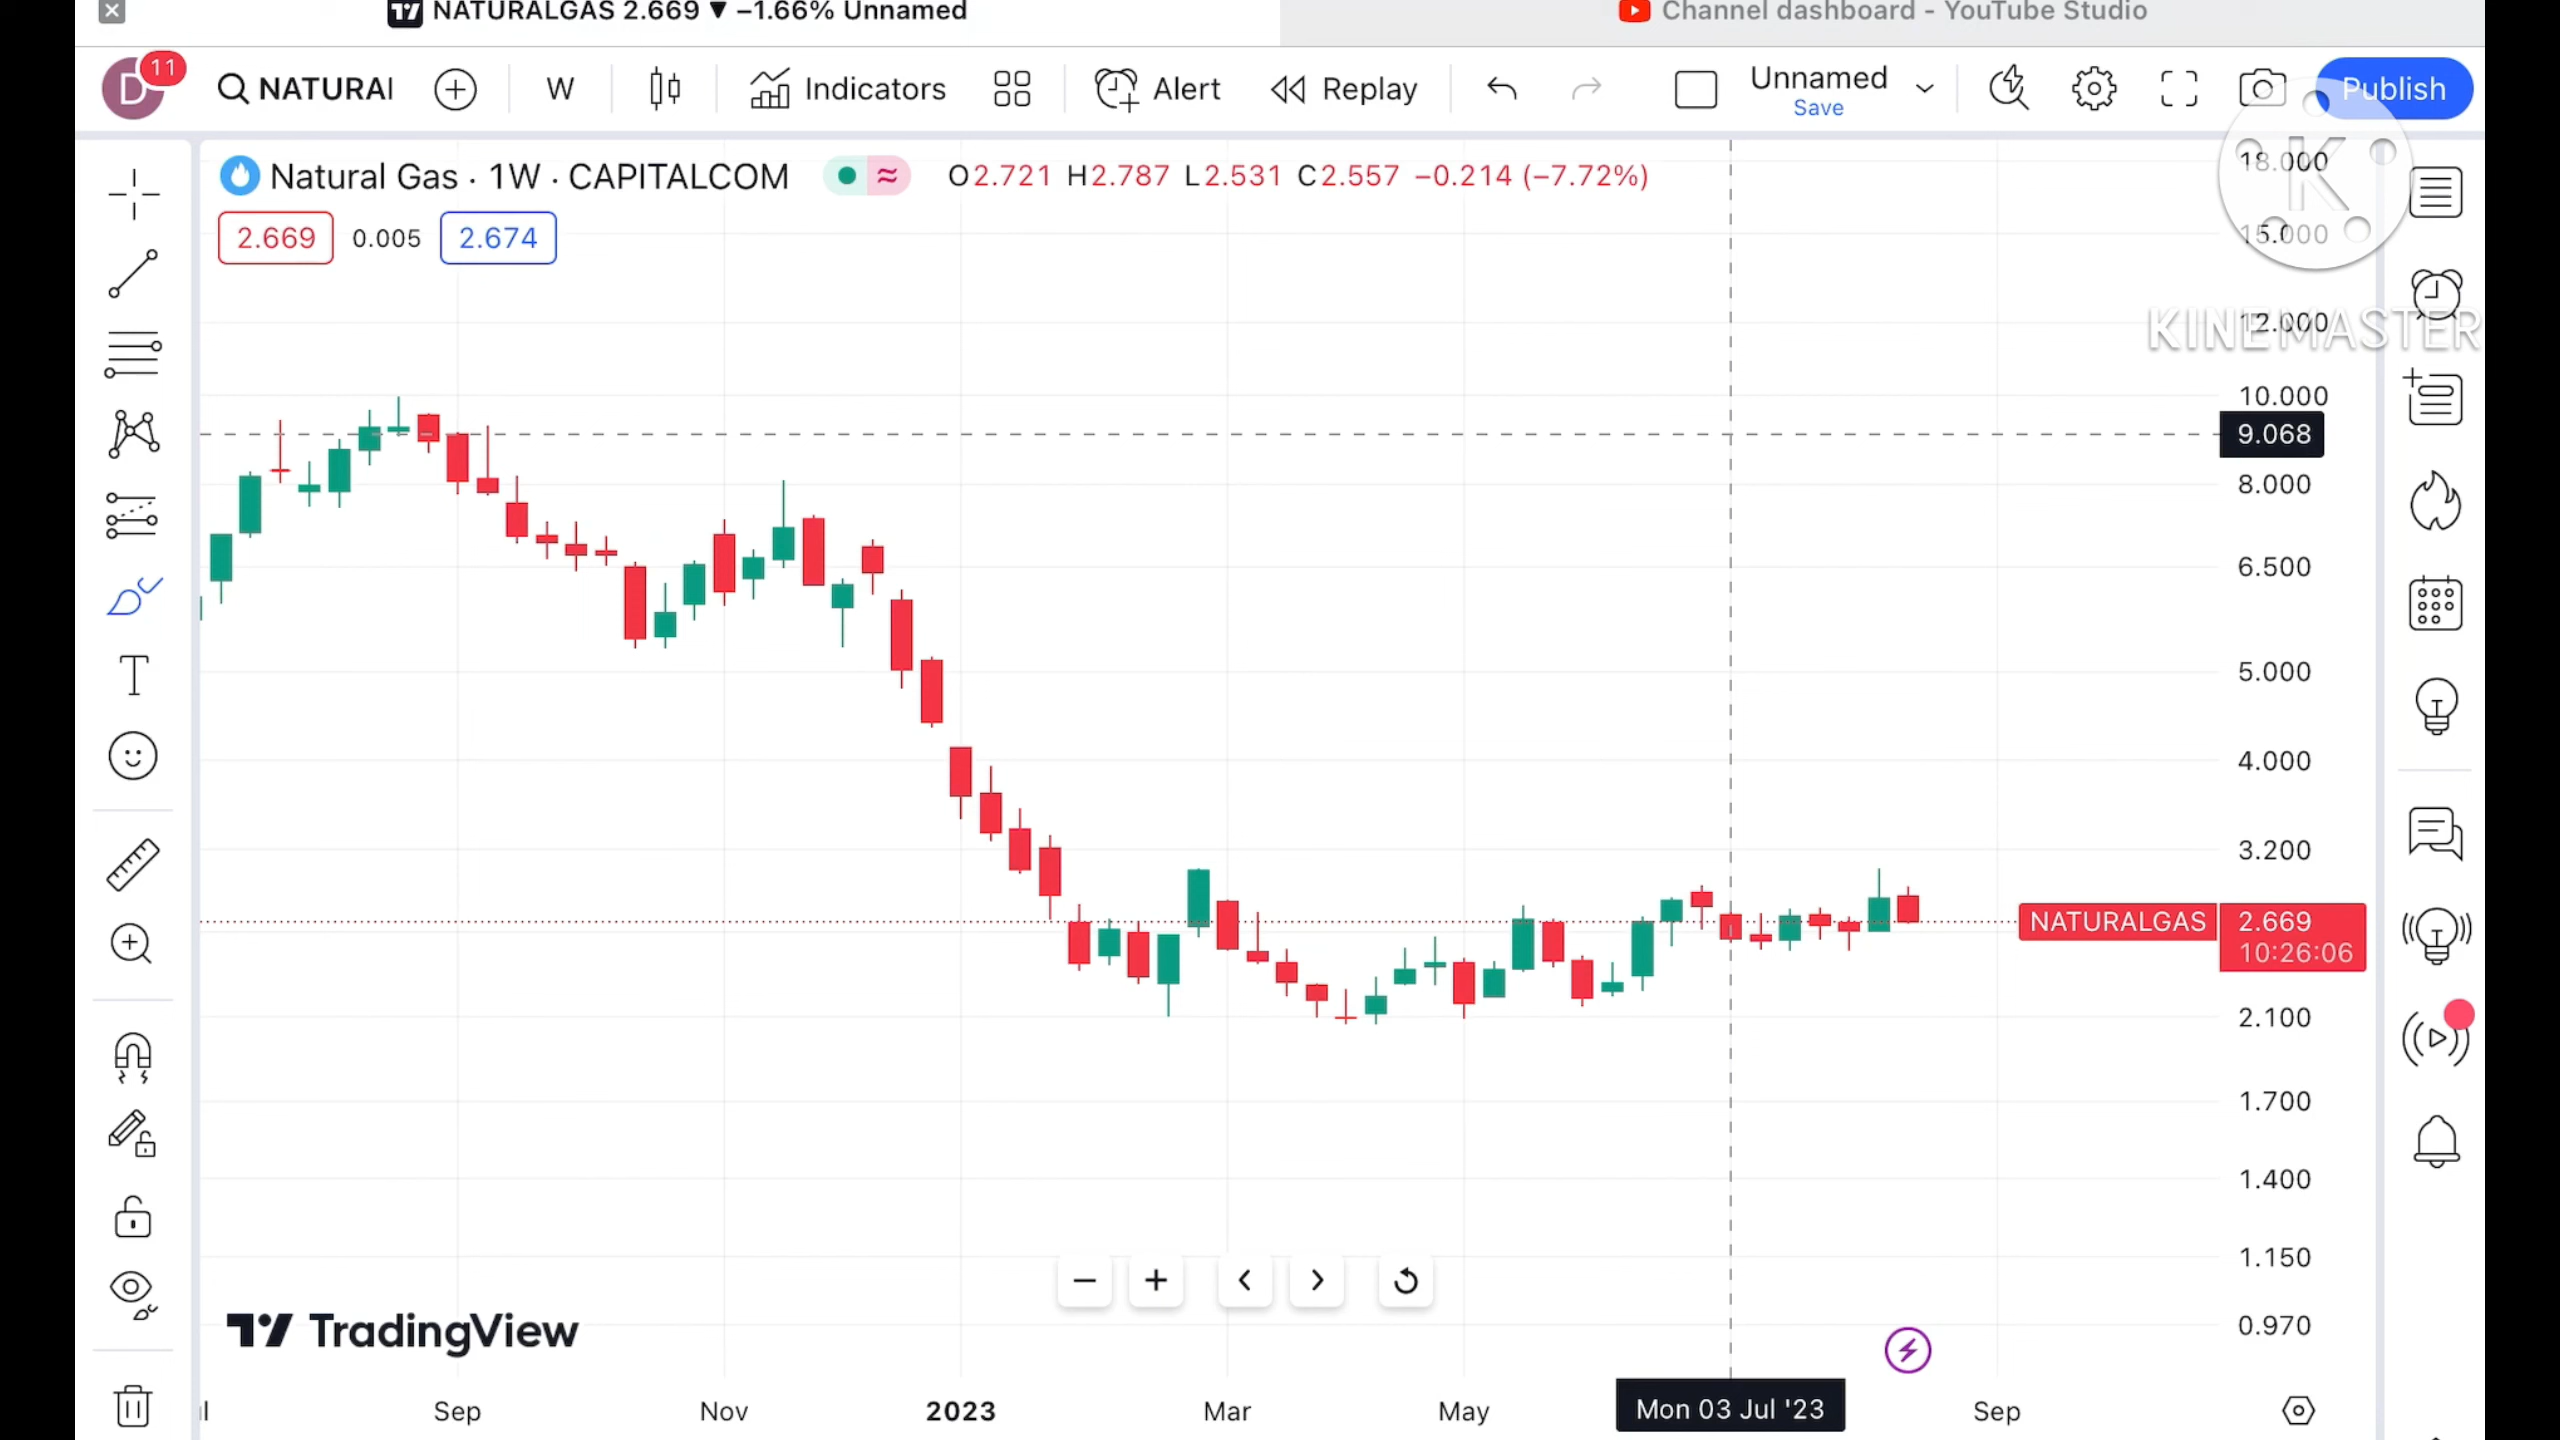 NATURALGAS 2.669 ▼ −1.66% Unnamed
Channel dashboard - YouTube Studio
D
11
NATURAL
W
Indicators
Alert
Replay
Unnamed
Save
Publish
Natural Gas · 1W · CAPITALCOM
O2.721 H2.787 L2.531 C2.557 −0.214 (−7.72%)
2.669 0.005 2.674
K
KINEMASTER
18.000
15.000
12.000
10.000
9.068
8.000
6.500
5.000
4.000
3.200
NATURALGAS 2.669
10:26:06
2.100
1.700
1.400
1.150
0.970
TradingView
Sep
Nov
2023
Mar
May
Mon 03 Jul '23
Sep